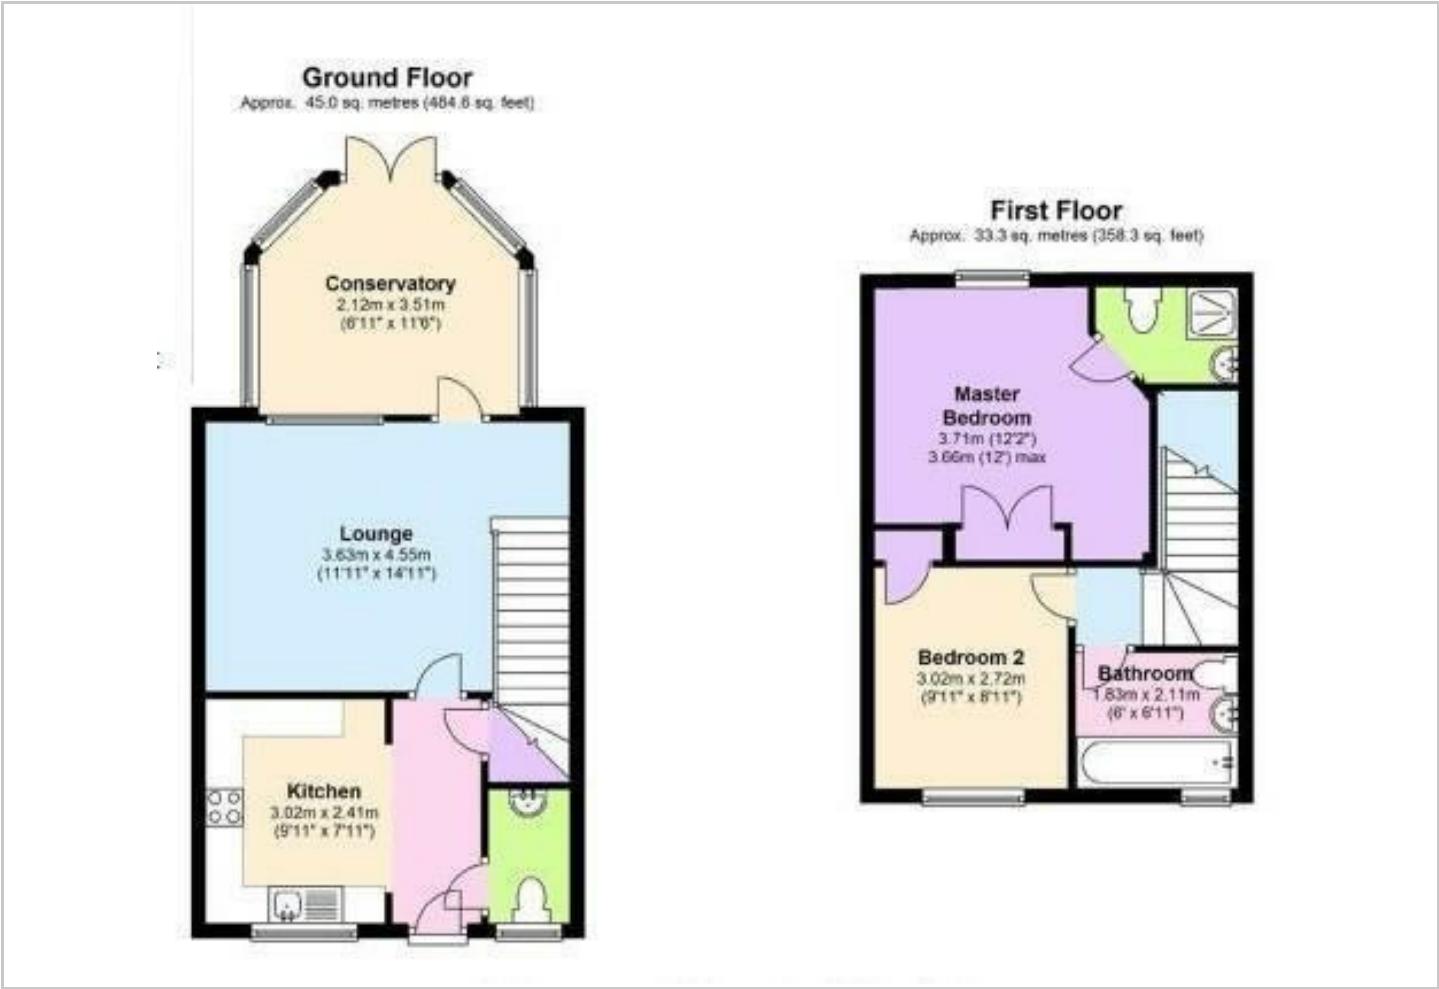 Ground Floor
Approx. 45.0 sq. metres (484.6 sq. feet)
Conservatory
2.12m x 3.51m
(6'11" x 11'6")
Lounge
3.63m x 4.55m
(11'11" x 14'11")
Kitchen
3.02m x 2.41m
(9'11" x 7'11")
First Floor
Approx. 33.3 sq. metres (358.3 sq. feet)
Master
Bedroom
3.71m (12'2")
3.66m (12') max
Bedroom 2
3.02m x 2.72m
(9'11" x 8'11")
Bathroom
1.83m x 2.11m
(6' x 6'11")